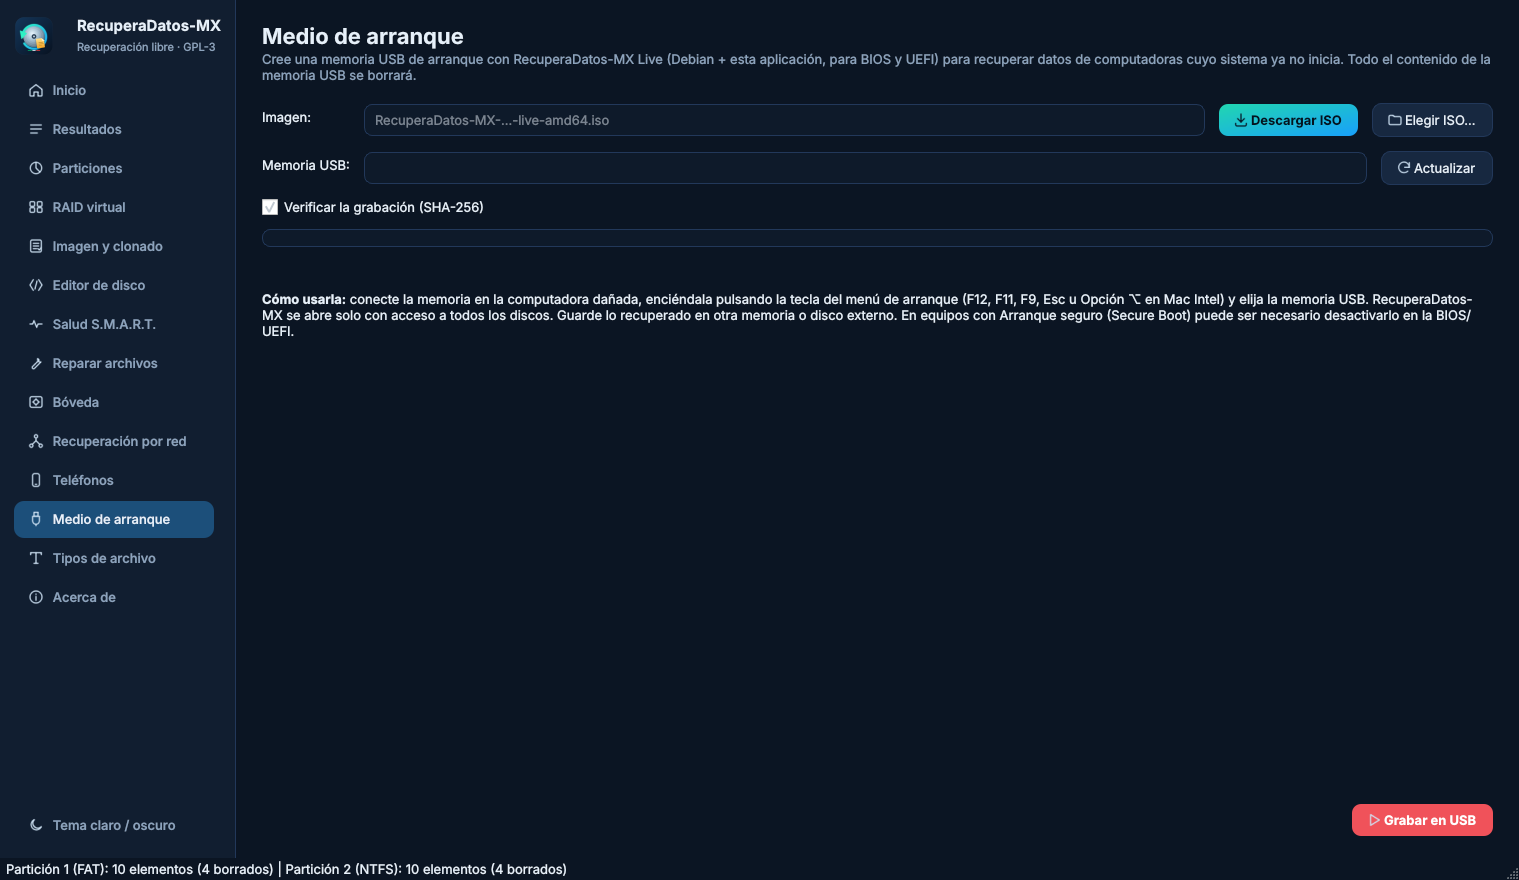 RecuperaDatos-MX
Recuperación libre · GPL-3
Inicio
Resultados
Particiones
RAID virtual
Imagen y clonado
Editor de disco
Salud S.M.A.R.T.
Reparar archivos
Bóveda
Recuperación por red
Teléfonos
Medio de arranque
Tipos de archivo
Acerca de
Tema claro / oscuro
Medio de arranque
Cree una memoria USB de arranque con RecuperaDatos-MX Live (Debian + esta aplicación, para BIOS y UEFI) para recuperar datos de computadoras cuyo sistema ya no inicia. Todo el contenido de la
memoria USB se borrará.
Imagen:
RecuperaDatos-MX-...-live-amd64.iso
Descargar ISO
Elegir ISO...
Memoria USB:
Actualizar
Verificar la grabación (SHA-256)
Cómo usarla: conecte la memoria en la computadora dañada, enciéndala pulsando la tecla del menú de arranque (F12, F11, F9, Esc u Opción ⌥ en Mac Intel) y elija la memoria USB. RecuperaDatos-
MX se abre solo con acceso a todos los discos. Guarde lo recuperado en otra memoria o disco externo. En equipos con Arranque seguro (Secure Boot) puede ser necesario desactivarlo en la BIOS/
UEFI.
Grabar en USB
Partición 1 (FAT): 10 elementos (4 borrados) | Partición 2 (NTFS): 10 elementos (4 borrados)